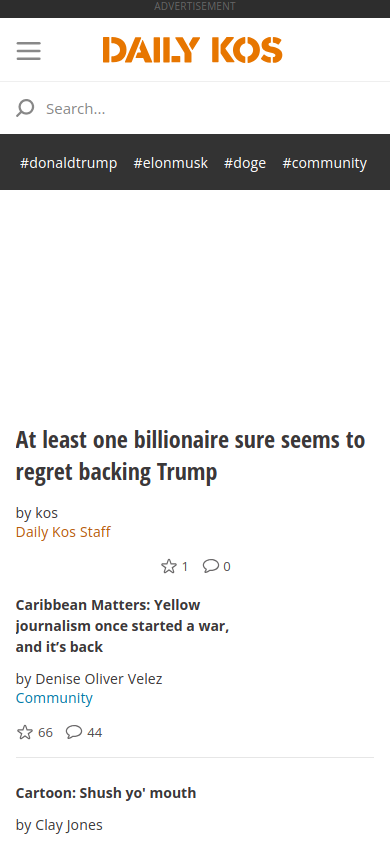 ADVERTISEMENT
DAILY KOS
Search...
#donaldtrump #elonmusk #doge #community
At least one billionaire sure seems to
regret backing Trump
by kos
Daily Kos Staff
1 0
Caribbean Matters: Yellow
journalism once started a war,
and it’s back
by Denise Oliver Velez
Community
66 44
Cartoon: Shush yo' mouth
by Clay Jones